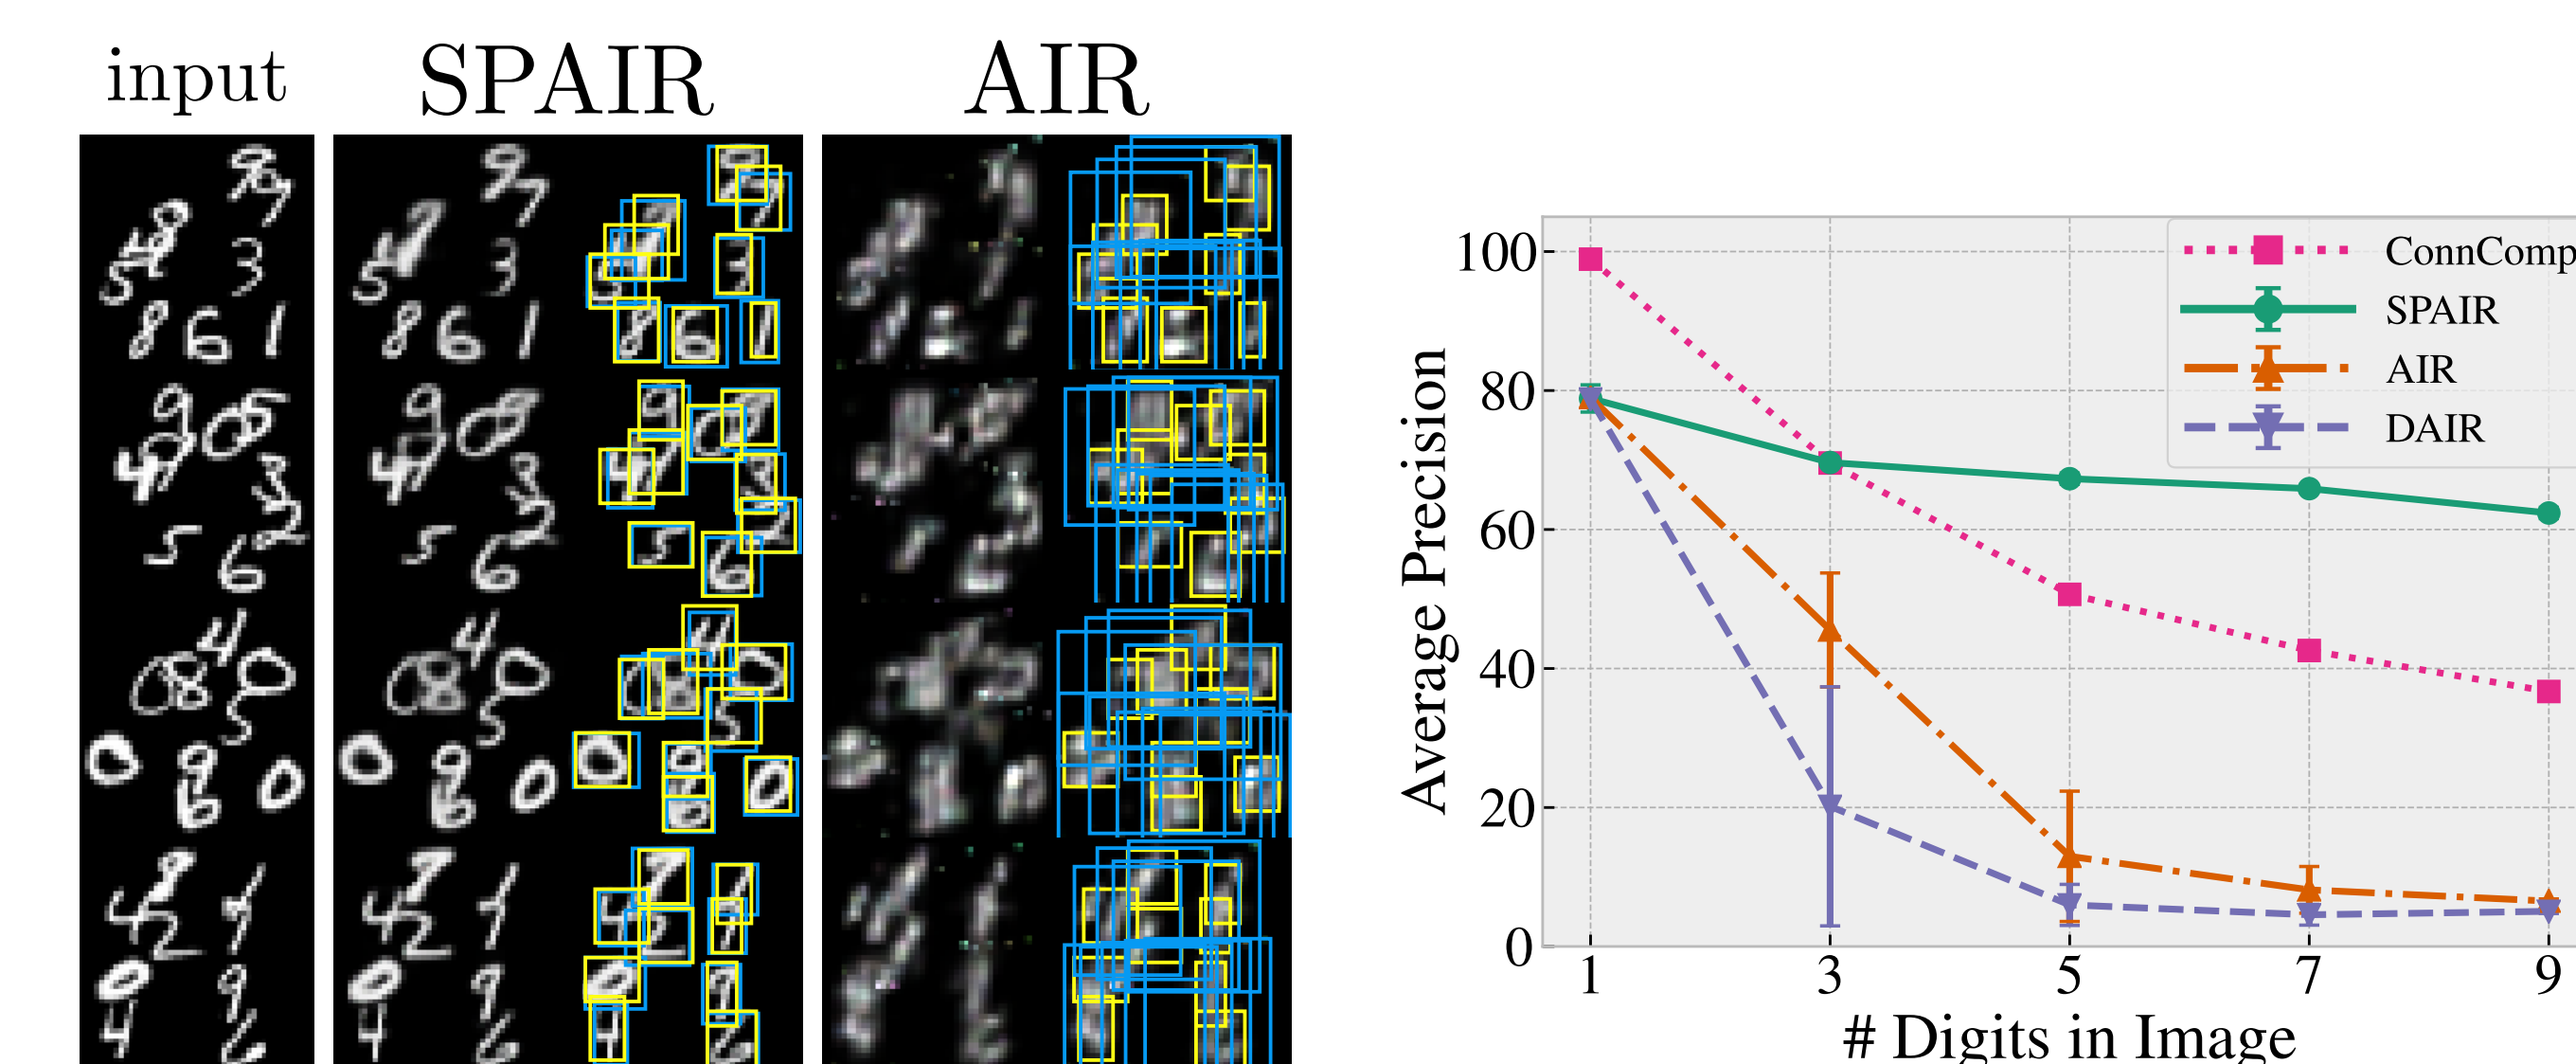 input
SPAIR
AIR
Average Precision
100
80
60
40
20
0
1 3 5 7 9
# Digits in Image
ConnComp
SPAIR
AIR
DAIR